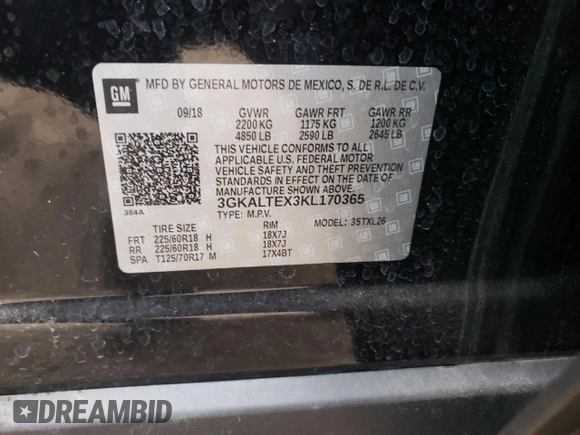 GM
MFD BY GENERAL MOTORS DE MEXICO, S. DE R.L. DE C.V.
09/18 GVWR GAWR FRT GAWR RR
2200 KG 1175 KG 1200 KG
4850 LB 2590 LB 2645 LB
THIS VEHICLE CONFORMS TO ALL
APPLICABLE U.S. FEDERAL MOTOR
VEHICLE SAFETY AND THEFT PREVENTION
STANDARDS IN EFFECT ON THE DATE OF
MANUFACTURE SHOWN ABOVE.
3GKALTEX3KL170365
384A TYPE: M.P.V. MODEL: 35TXL26
TIRE SIZE RIM
FRT 225/60R18 H 18X7J
RR 225/60R18 H 18X7J
SPA T125/70R17 M 17X4BT
DREAMBID